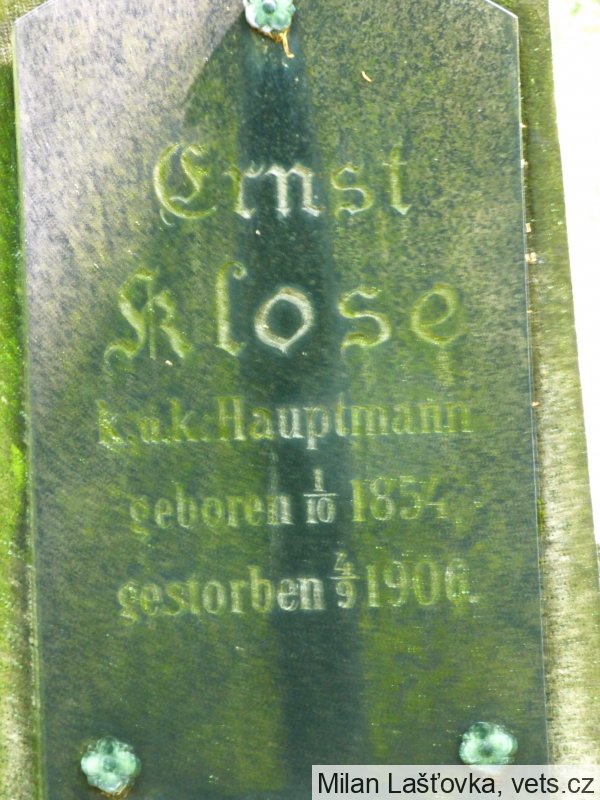 Ernst
Klose
k. u. k. Hauptmann
geboren 1/10 1854.
gestorben 4/9 1906.
Milan Lašťovka, vets.cz